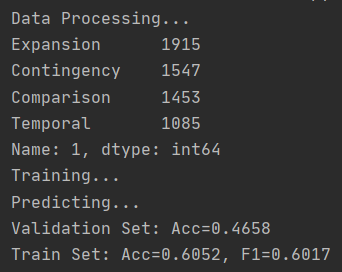 Data Processing...
Expansion 1915
Contingency 1547
Comparison 1453
Temporal 1085
Name: 1, dtype: int64
Training...
Predicting...
Validation Set: Acc=0.4658
Train Set: Acc=0.6052, F1=0.6017